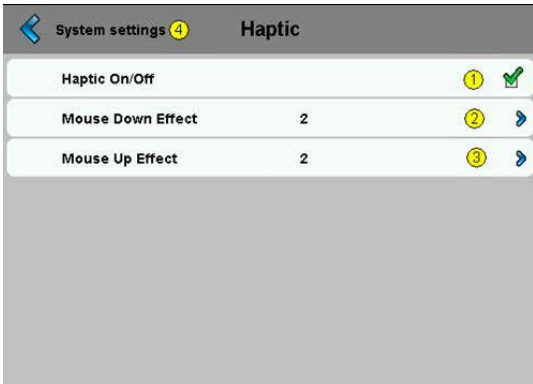 System settings 4 Haptic
Haptic On/Off 1
Mouse Down Effect 2 2
Mouse Up Effect 2 3